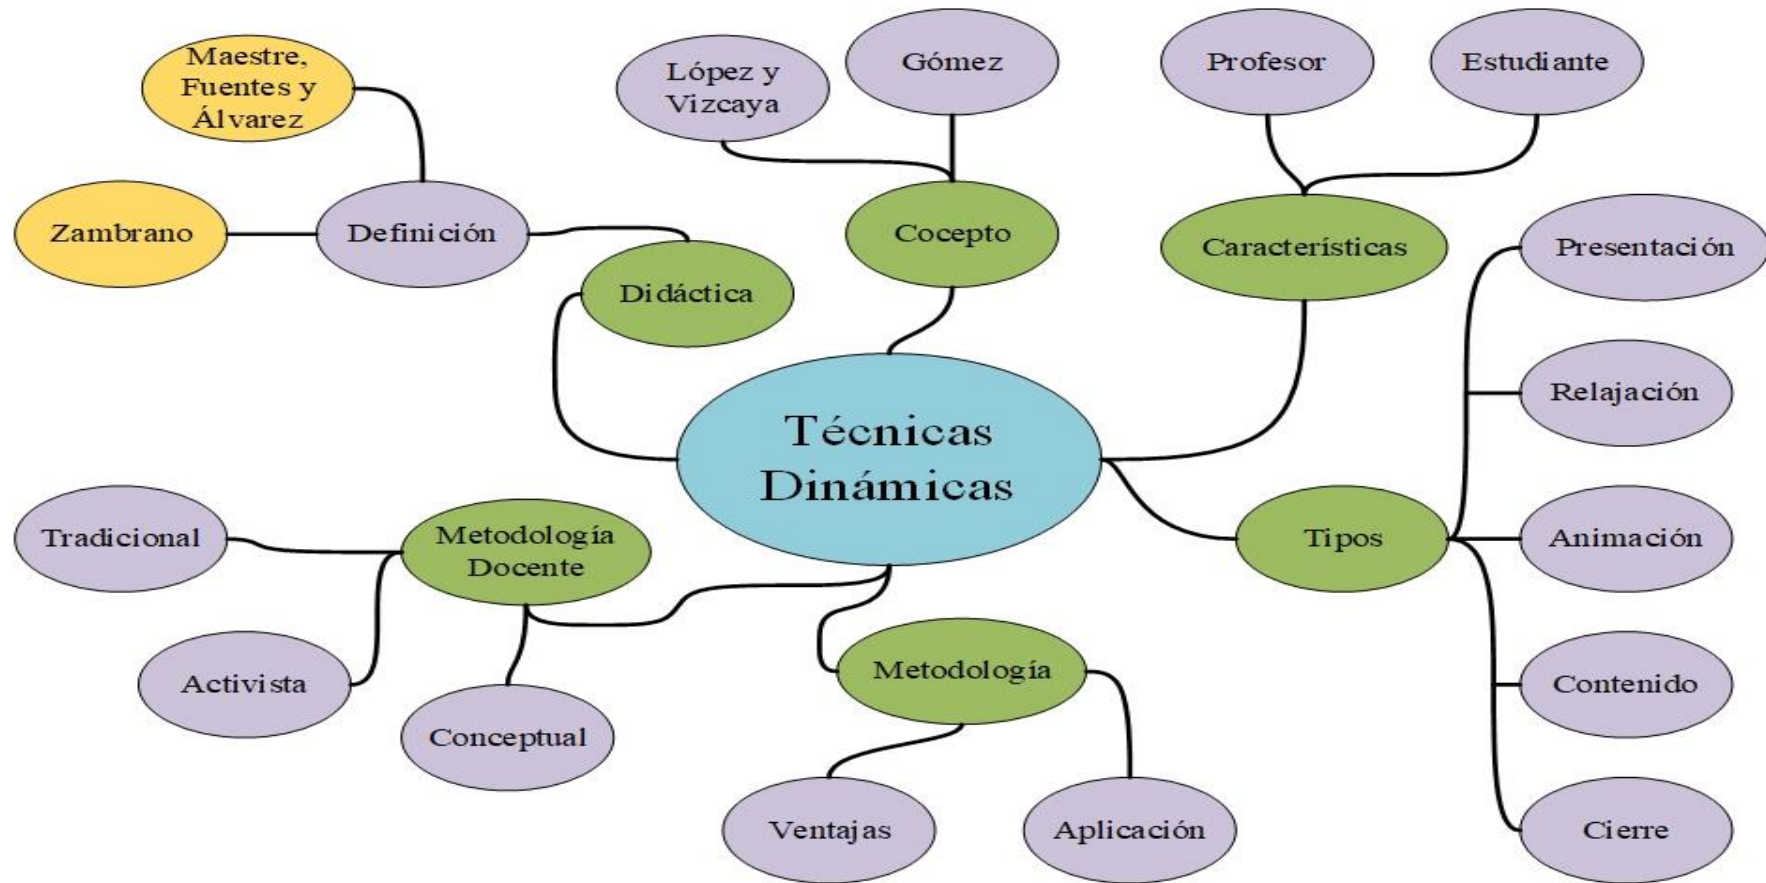 Maestre,
Fuentes y
Álvarez
López y
Vizcaya
Gómez
Profesor
Estudiante
Zambrano
Definición
Didáctica
Cocepto
Característicás
Presentación
Relajación
Técnicas
Dinámicas
Tradicional
Metodología
Docente
Tipos
Animación
Activista
Conceptual
Metodología
Contenido
Ventajas
Aplicación
Cierre